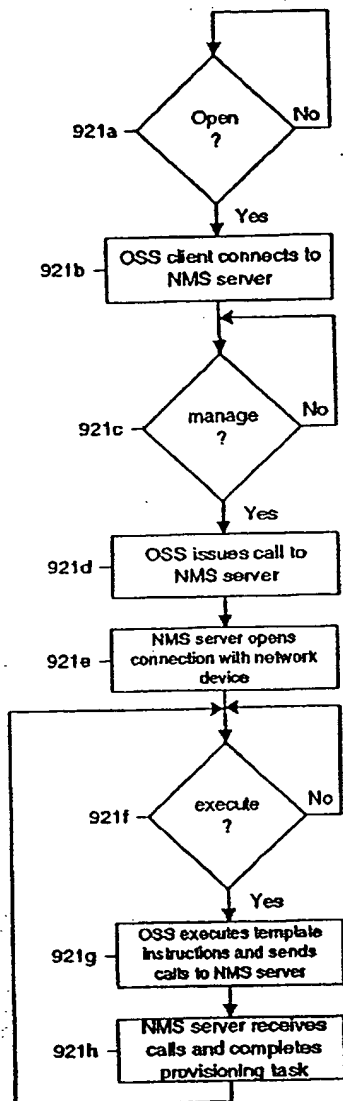 Open
?
No
921a
Yes
OSS client connects to
NMS server
921b
manage
?
No
921c
Yes
OSS issues call to
NMS server
921d
NMS server opens
connection with network
device
921e
execute
?
No
921f
Yes
OSS executes template
instructions and sends
calls to NMS server
921g
NMS server receives
calls and completes
provisioning task
921h